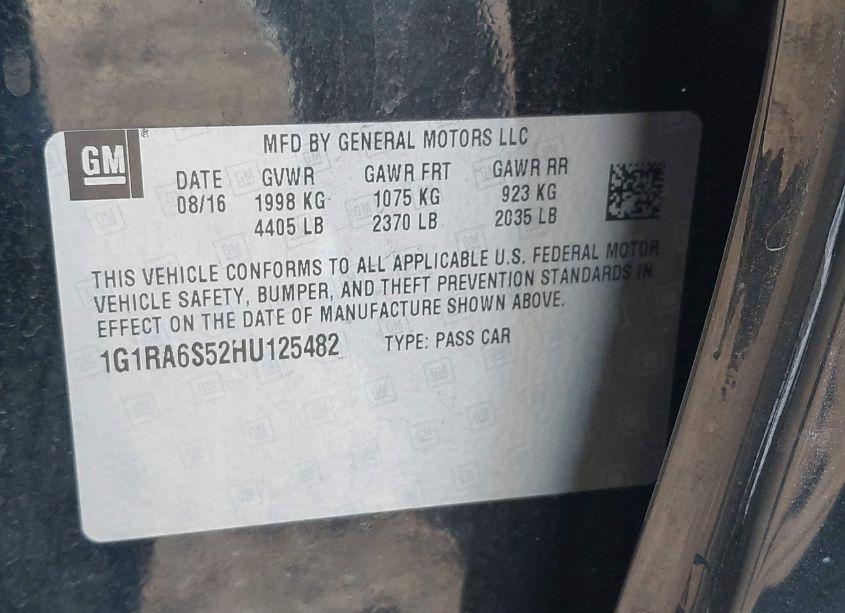 GM
MFD BY GENERAL MOTORS LLC
DATE GVWR GAWR FRT GAWR RR
08/16 1998 KG 1075 KG 923 KG
4405 LB 2370 LB 2035 LB
THIS VEHICLE CONFORMS TO ALL APPLICABLE U.S. FEDERAL MOTOR
VEHICLE SAFETY, BUMPER, AND THEFT PREVENTION STANDARDS IN
EFFECT ON THE DATE OF MANUFACTURE SHOWN ABOVE.
1G1RA6S52HU125482 TYPE: PASS CAR